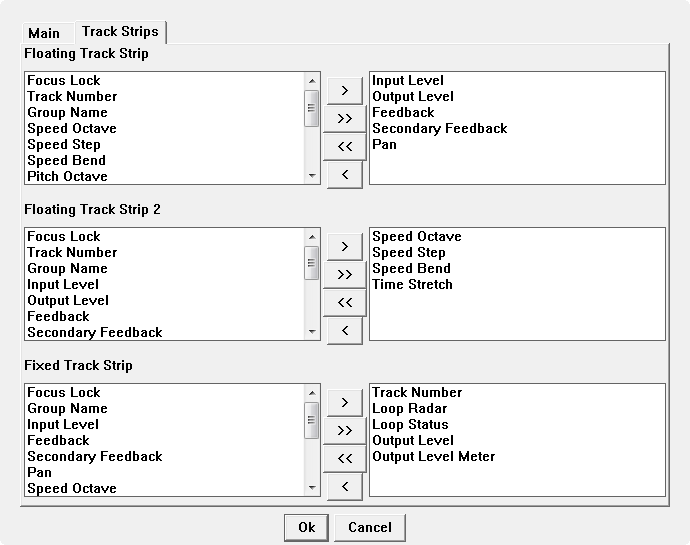 Main
Track Strips
Floating Track Strip
Focus Lock
Track Number
Group Name
Speed Octave
Speed Step
Speed Bend
Pitch Octave
>
>>
<<
<
Input Level
Output Level
Feedback
Secondary Feedback
Pan
Floating Track Strip 2
Focus Lock
Track Number
Group Name
Input Level
Output Level
Feedback
Secondary Feedback
>
>>
<<
<
Speed Octave
Speed Step
Speed Bend
Time Stretch
Fixed Track Strip
Focus Lock
Group Name
Input Level
Feedback
Secondary Feedback
Pan
Speed Octave
>
>>
<<
<
Track Number
Loop Radar
Loop Status
Output Level
Output Level Meter
Ok
Cancel